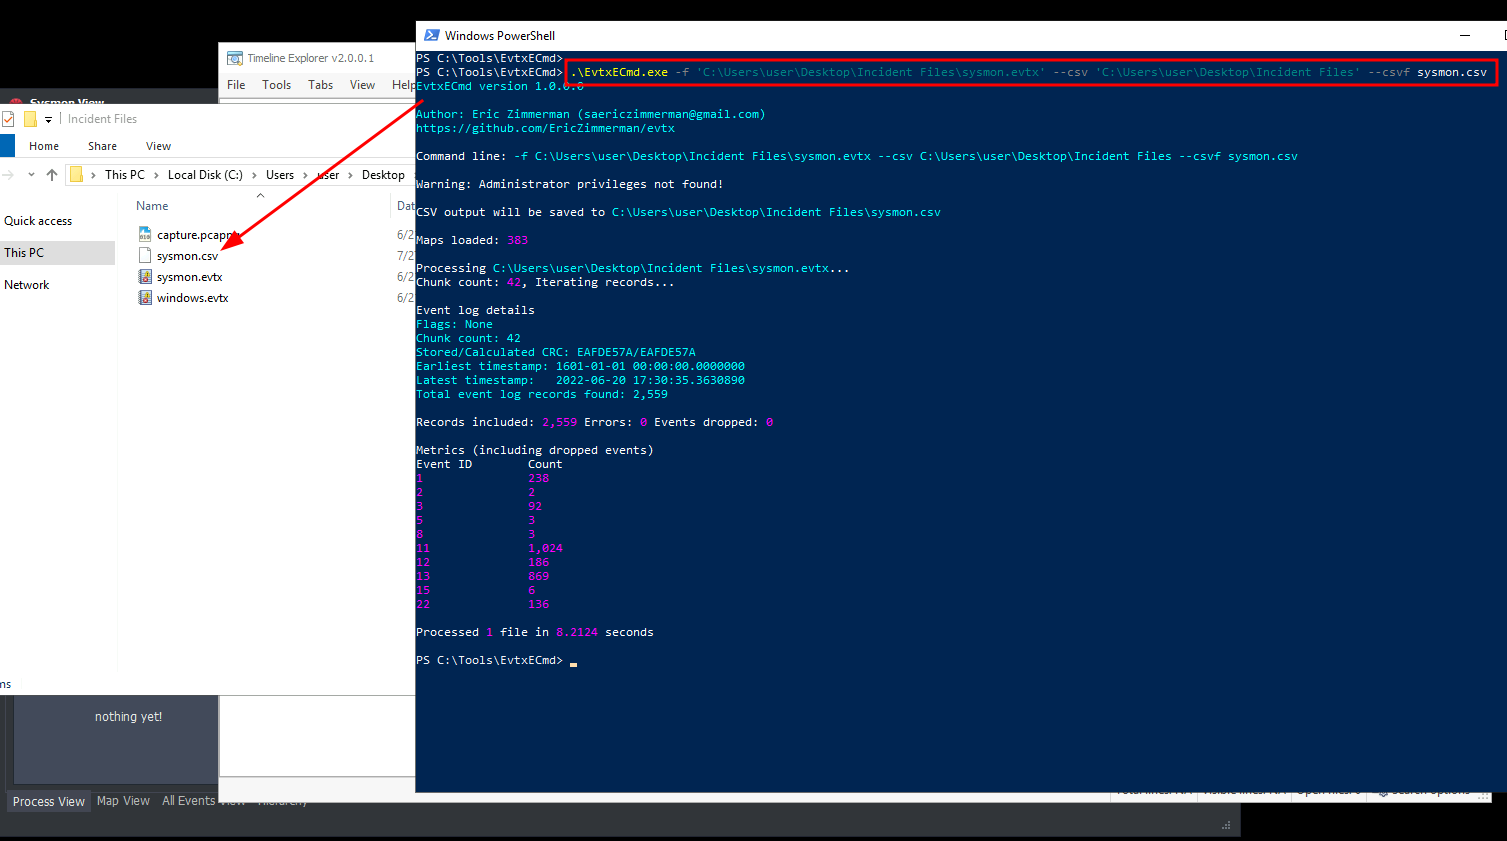 Windows PowerShell
PS C:\Tools\EvtxECmd>
PS C:\Tools\EvtxECmd> .\EvtxECmd.exe -f 'C:\Users\user\Desktop\Incident Files\sysmon.evtx' --csv 'C:\Users\user\Desktop\Incident Files' --csvf sysmon.csv
EvtxECmd version 1.0.0.0
Author: Eric Zimmerman (saericzimmerman@gmail.com)
https://github.com/EricZimmerman/evtx
Command line: -f C:\Users\user\Desktop\Incident Files\sysmon.evtx --csv C:\Users\user\Desktop\Incident Files --csvf sysmon.csv
Warning: Administrator privileges not found!
CSV output will be saved to C:\Users\user\Desktop\Incident Files\sysmon.csv
Maps loaded: 383
Processing C:\Users\user\Desktop\Incident Files\sysmon.evtx...
Chunk count: 42, Iterating records...
Event log details
Flags: None
Chunk count: 42
Stored/Calculated CRC: EAFDE57A/EAFDE57A
Earliest timestamp: 1601-01-01 00:00:00.0000000
Latest timestamp:   2022-06-20 17:30:35.3630890
Total event log records found: 2,559
Records included: 2,559 Errors: 0 Events dropped: 0
Metrics (including dropped events)
Event ID        Count
1               238
2               2
3               92
5               3
8               3
11              1,024
12              186
13              869
15              6
22              136
Processed 1 file in 8.2124 seconds
PS C:\Tools\EvtxECmd>
Timeline Explorer v2.0.0.1
File Tools Tabs View Help
Sysmon View
Incident Files
Home Share View
This PC > Local Disk (C:) > Users > user > Desktop
Name
Quick access
This PC
Network
capture.pcapng 6/2
sysmon.csv 7/2
sysmon.evtx 6/2
windows.evtx 6/2
nothing yet!
Process View Map View All Events View Hierarchy